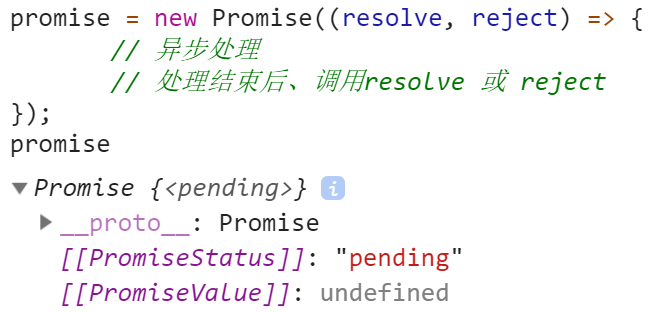 promise = new Promise((resolve, reject) => {
// 异步处理
// 处理结束后、调用resolve 或 reject
});
promise
▼ Promise {<pending>} i
▶ __proto__: Promise
[[PromiseStatus]]: "pending"
[[PromiseValue]]: undefined